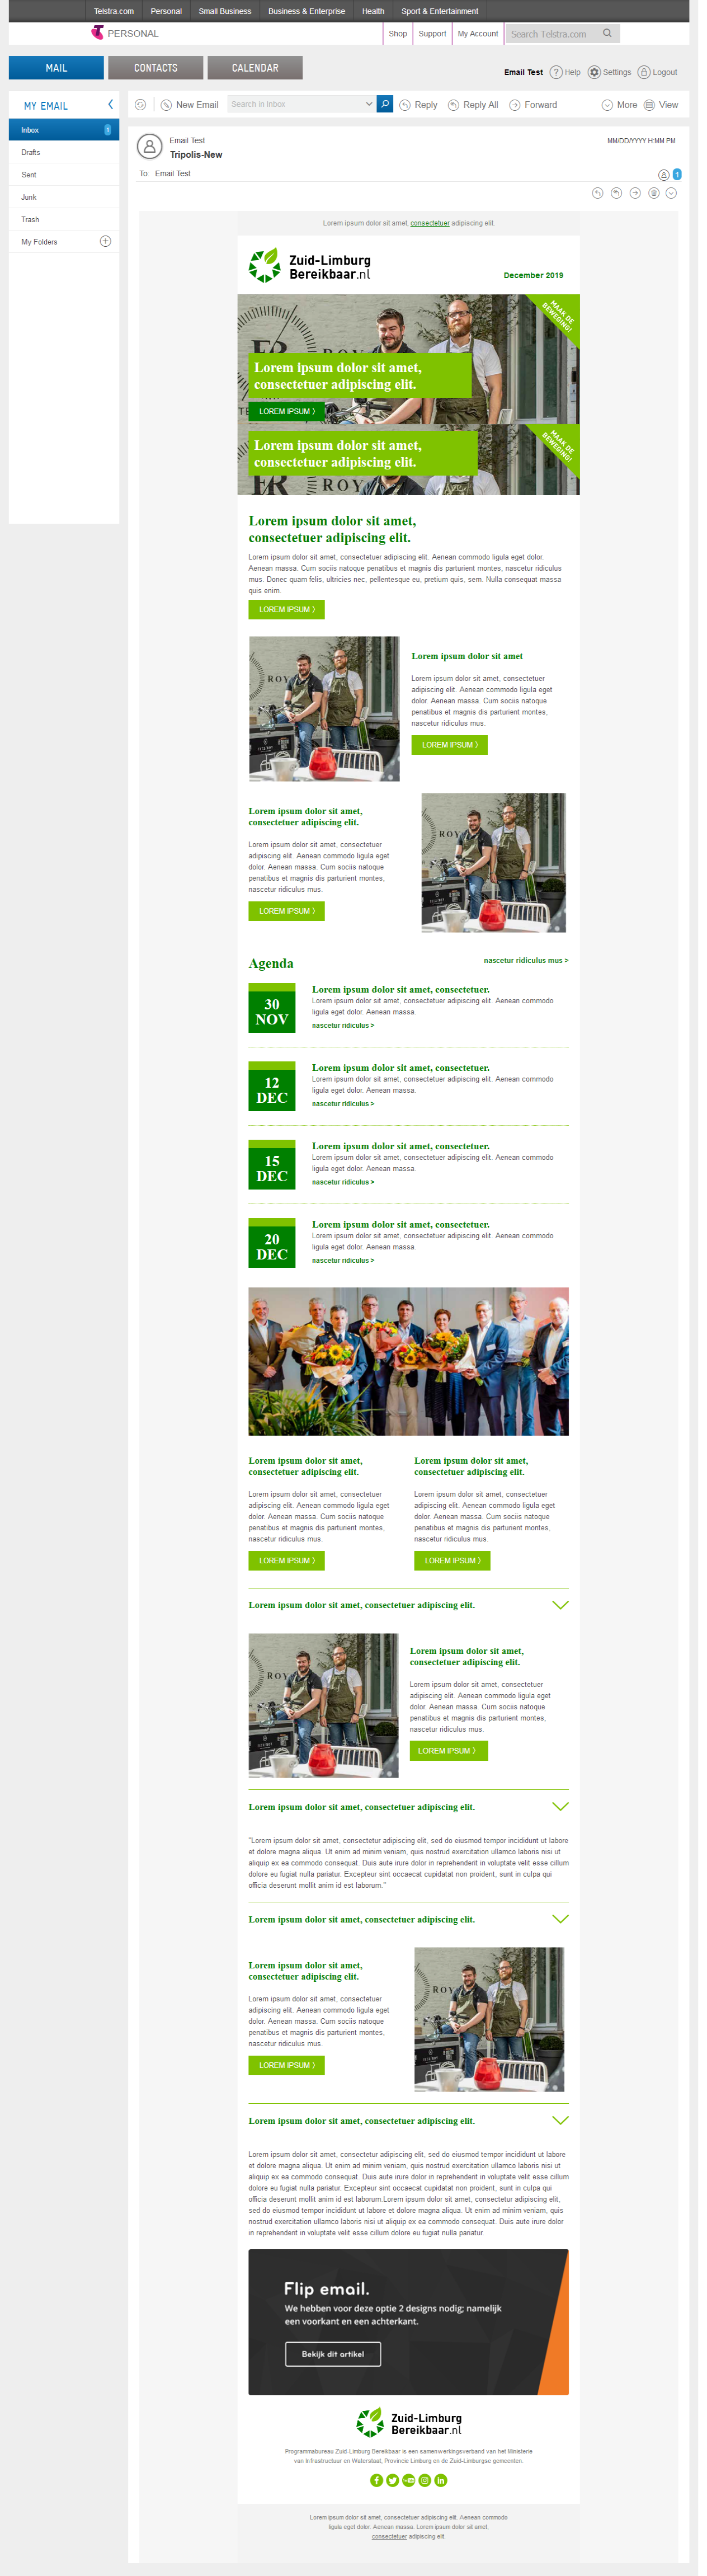 Telstra.com Personal Small Business Business & Enterprise Health Sport & Entertainment
PERSONAL Shop Support My Account Search Telstra.com
MAIL CONTACTS CALENDAR
Email Test Help Settings Logout
MY EMAIL
Inbox 1
Drafts
Sent
Junk
Trash
My Folders
New Email Search in Inbox Reply Reply All Forward More View
Email Test MM/DD/YYYY H:MM PM
Tripolis-New
To: Email Test 1
Lorem ipsum dolor sit amet, consectetuer adipiscing elit.
Zuid-Limburg
Bereikbaar.nl
December 2019
MAAK DE
BEWEGING!
ROY
Lorem ipsum dolor sit amet,
consectetuer adipiscing elit.
LOREM IPSUM 〉
MAAK DE
BEWEGING!
Lorem ipsum dolor sit amet,
consectetuer adipiscing elit.
Lorem ipsum dolor sit amet,
consectetuer adipiscing elit.
Lorem ipsum dolor sit amet, consectetuer adipiscing elit. Aenean commodo ligula eget dolor.
Aenean massa. Cum sociis natoque penatibus et magnis dis parturient montes, nascetur ridiculus
mus. Donec quam felis, ultricies nec, pellentesque eu, pretium quis, sem. Nulla consequat massa
quis enim.
LOREM IPSUM 〉
ROY
Lorem ipsum dolor sit amet
Lorem ipsum dolor sit amet, consectetuer
adipiscing elit. Aenean commodo ligula eget
dolor. Aenean massa. Cum sociis natoque
penatibus et magnis dis parturient montes,
nascetur ridiculus mus.
LOREM IPSUM 〉
Lorem ipsum dolor sit amet,
consectetuer adipiscing elit.
Lorem ipsum dolor sit amet, consectetuer
adipiscing elit. Aenean commodo ligula eget
dolor. Aenean massa. Cum sociis natoque
penatibus et magnis dis parturient montes,
nascetur ridiculus mus.
LOREM IPSUM 〉
ROY
Agenda
nascetur ridiculus mus >
30
NOV
Lorem ipsum dolor sit amet, consectetuer.
Lorem ipsum dolor sit amet, consectetuer adipiscing elit. Aenean commodo
ligula eget dolor. Aenean massa.
nascetur ridiculus >
12
DEC
Lorem ipsum dolor sit amet, consectetuer.
Lorem ipsum dolor sit amet, consectetuer adipiscing elit. Aenean commodo
ligula eget dolor. Aenean massa.
nascetur ridiculus >
15
DEC
Lorem ipsum dolor sit amet, consectetuer.
Lorem ipsum dolor sit amet, consectetuer adipiscing elit. Aenean commodo
ligula eget dolor. Aenean massa.
nascetur ridiculus >
20
DEC
Lorem ipsum dolor sit amet, consectetuer.
Lorem ipsum dolor sit amet, consectetuer adipiscing elit. Aenean commodo
ligula eget dolor. Aenean massa.
nascetur ridiculus >
Lorem ipsum dolor sit amet,
consectetuer adipiscing elit.
Lorem ipsum dolor sit amet, consectetuer
adipiscing elit. Aenean commodo ligula eget
dolor. Aenean massa. Cum sociis natoque
penatibus et magnis dis parturient montes,
nascetur ridiculus mus.
LOREM IPSUM 〉
Lorem ipsum dolor sit amet,
consectetuer adipiscing elit.
Lorem ipsum dolor sit amet, consectetuer
adipiscing elit. Aenean commodo ligula eget
dolor. Aenean massa. Cum sociis natoque
penatibus et magnis dis parturient montes,
nascetur ridiculus mus.
LOREM IPSUM 〉
Lorem ipsum dolor sit amet, consectetuer adipiscing elit.
ROY
Lorem ipsum dolor sit amet,
consectetuer adipiscing elit.
Lorem ipsum dolor sit amet, consectetuer
adipiscing elit. Aenean commodo ligula eget
dolor. Aenean massa. Cum sociis natoque
penatibus et magnis dis parturient montes,
nascetur ridiculus mus.
LOREM IPSUM 〉
Lorem ipsum dolor sit amet, consectetuer adipiscing elit.
"Lorem ipsum dolor sit amet, consectetur adipiscing elit, sed do eiusmod tempor incididunt ut labore
et dolore magna aliqua. Ut enim ad minim veniam, quis nostrud exercitation ullamco laboris nisi ut
aliquip ex ea commodo consequat. Duis aute irure dolor in reprehenderit in voluptate velit esse cillum
dolore eu fugiat nulla pariatur. Excepteur sint occaecat cupidatat non proident, sunt in culpa qui
officia deserunt mollit anim id est laborum."
Lorem ipsum dolor sit amet, consectetuer adipiscing elit.
Lorem ipsum dolor sit amet,
consectetuer adipiscing elit.
Lorem ipsum dolor sit amet, consectetuer
adipiscing elit. Aenean commodo ligula eget
dolor. Aenean massa. Cum sociis natoque
penatibus et magnis dis parturient montes,
nascetur ridiculus mus.
LOREM IPSUM 〉
ROY
Lorem ipsum dolor sit amet, consectetuer adipiscing elit.
Lorem ipsum dolor sit amet, consectetur adipiscing elit, sed do eiusmod tempor incididunt ut labore
et dolore magna aliqua. Ut enim ad minim veniam, quis nostrud exercitation ullamco laboris nisi ut
aliquip ex ea commodo consequat. Duis aute irure dolor in reprehenderit in voluptate velit esse cillum
dolore eu fugiat nulla pariatur. Excepteur sint occaecat cupidatat non proident, sunt in culpa qui
officia deserunt mollit anim id est laborum.Lorem ipsum dolor sit amet, consectetur adipiscing elit,
sed do eiusmod tempor incididunt ut labore et dolore magna aliqua. Ut enim ad minim veniam, quis
nostrud exercitation ullamco laboris nisi ut aliquip ex ea commodo consequat. Duis aute irure dolor
in reprehenderit in voluptate velit esse cillum dolore eu fugiat nulla pariatur.
Flip email.
We hebben voor deze optie 2 designs nodig; namelijk
een voorkant en een achterkant.
Bekijk dit artikel
Zuid-Limburg
Bereikbaar.nl
Programmabureau Zuid-Limburg Bereikbaar is een samenwerkingsverband van het Ministerie
van Infrastructuur en Waterstaat, Provincie Limburg en de Zuid-Limburgse gemeenten.
Lorem ipsum dolor sit amet, consectetuer adipiscing elit. Aenean commodo
ligula eget dolor. Aenean massa. Lorem ipsum dolor sit amet,
consectetuer adipiscing elit.